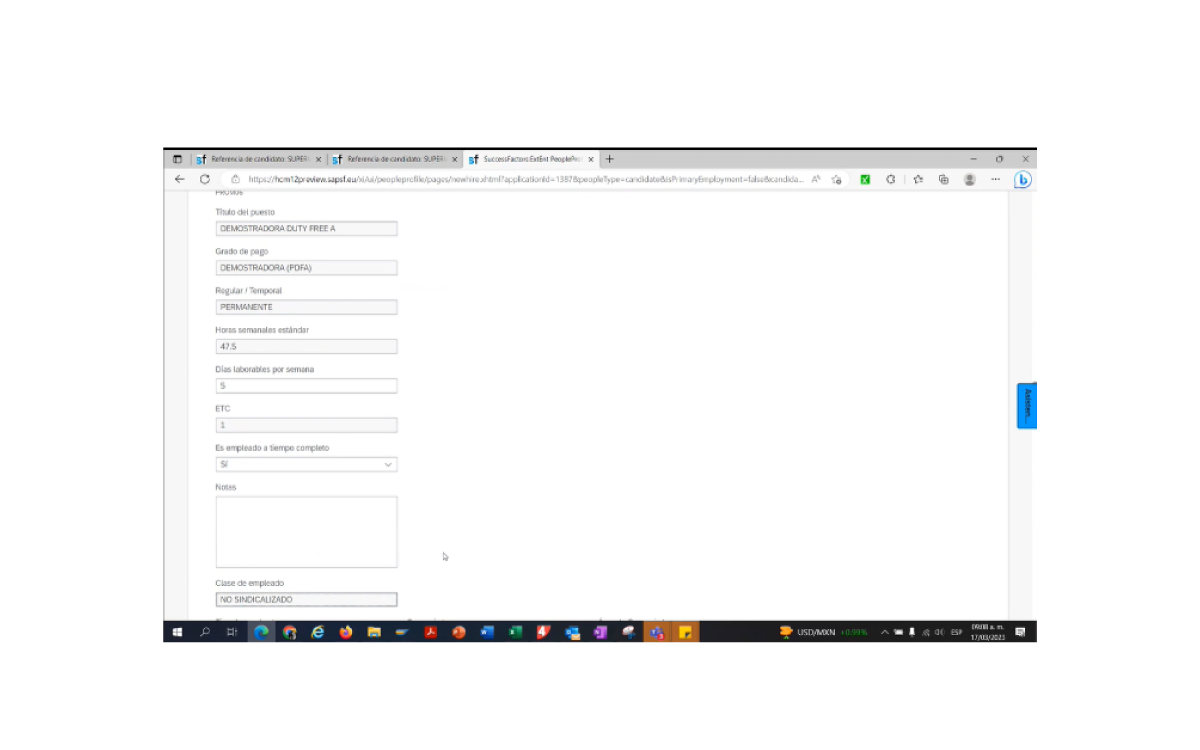 Referencia de candidato: SUPER
Referencia de candidato: SUPER
SuccessFactors:ExtEnt PeoplePro
https://hcm12preview.sapsf.eu/xi/ui/peopleprofile/pages/newhire.xhtml?applicationId=1387&peopleType=candidate&isPrimaryEmployment=false&candida...
PROMOS
Título del puesto
DEMOSTRADORA DUTY FREE A
Grado de pago
DEMOSTRADORA (PDFA)
Regular / Temporal
PERMANENTE
Horas semanales estándar
47.5
Días laborables por semana
5
ETC
1
Es empleado a tiempo completo
Sí
Notas
Clase de empleado
NO SINDICALIZADO
Asisten...
USD/MXN +0.99%
ESP
09:08 a. m.
17/03/2023